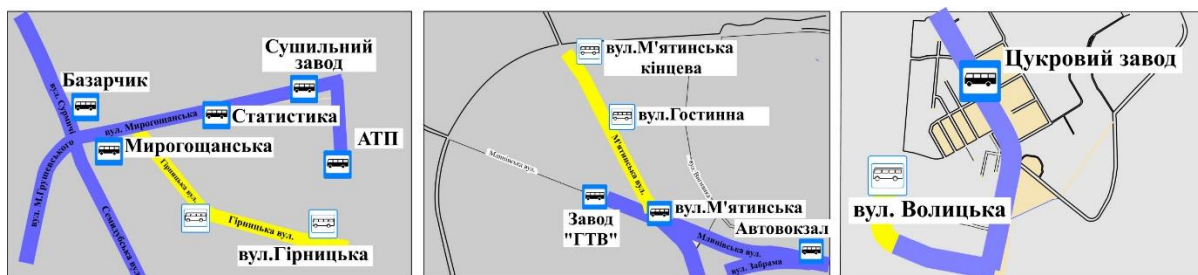 Сушильний
завод
Базарчик
вул. Сурмичі
вул. Мирогощанська
Статистика
АТП
Мирогощанська
вул. М.Грушевського
Гірницька вул.
Гірницька вул.
вул.Гірницька
Семидубська вул.
вул.М'ятинська
кінцева
вул.Гостинна
М'ятинська вул.
Млинівська вул.
Завод
"ГТВ"
вул.М'ятинська
Автовокзал
Млинівська вул.
вул. Забрама
Цукровий завод
вул. Волицька